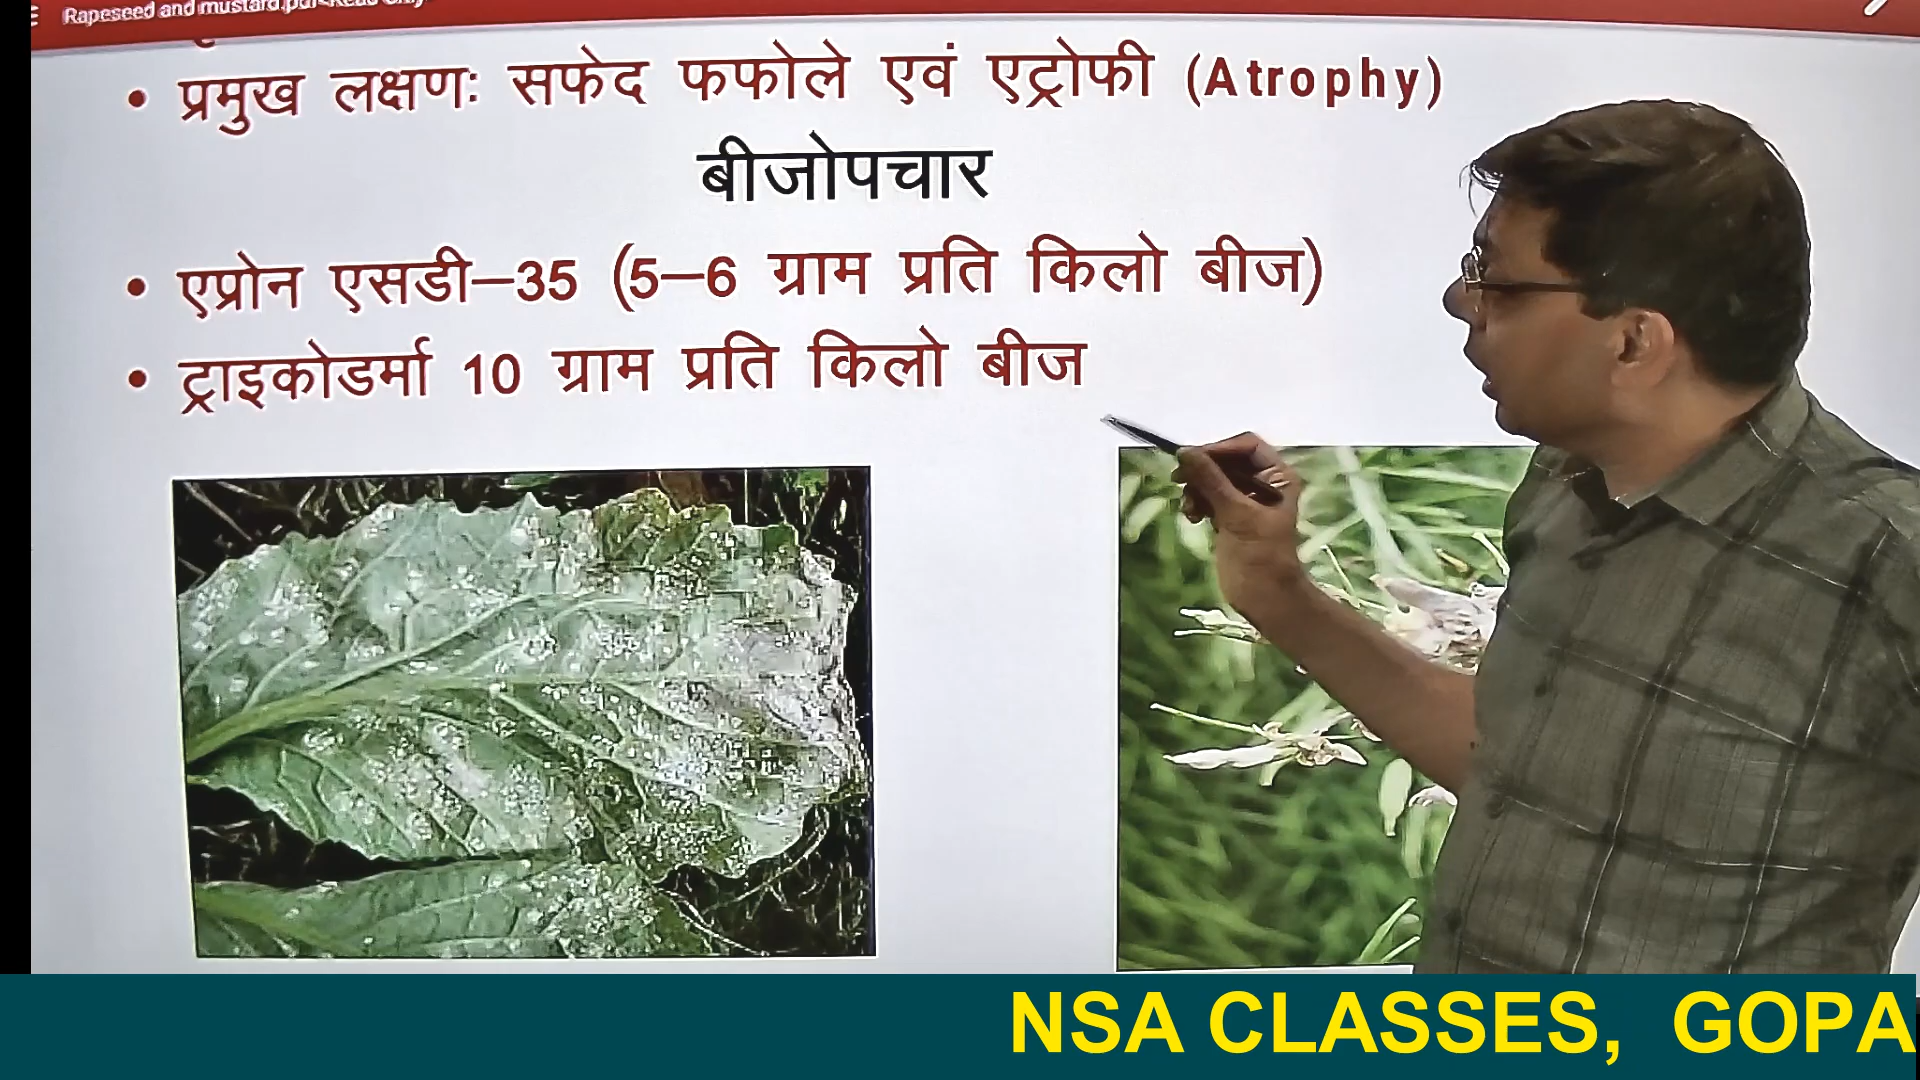 Rapeseed and mustard.pdf
• प्रमुख लक्षण: सफेद फफोले एवं एट्रोफी (Atrophy)
बीजोपचार
• एप्रोन एसडी–35 (5–6 ग्राम प्रति किलो बीज)
• ट्राइकोडर्मा 10 ग्राम प्रति किलो बीज
NSA CLASSES, GOPA